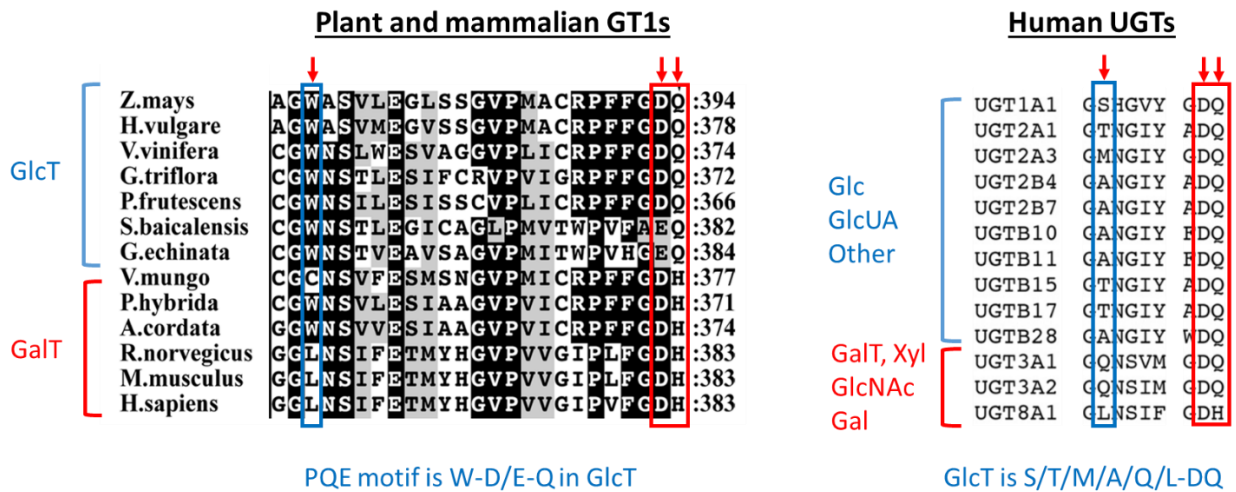 Plant and mammalian GT1s
GlcT
GalT
Z.mays AGWASVLEGLSSGVPMACRPFFGDQ:394
H.vulgare AGWASVMEGVSSGVPMACRPFFGDQ:378
V.vinifera CGWNSLWESVAGGVPLICRPFFGDQ:374
G.triflora CGWNSTLESIFCRVPVICRPFFGDQ:372
P.frutescens CGWNSILESISSCVPLICRPFFGDQ:366
S.baicalensis CGWNSTLEGICAGLPMVTWPVFAEQ:382
G.echinata CGWNSTVEAVSAGVPMITWPVHGEQ:384
V.mungo GGCNSVFESMSNGVPMICRPFFGDH:377
P.hybrida GGWNSVLESIAAGVPVICRPFFGDH:371
A.cordata GGWNSVVESIAAGVPVICRPFFGDH:374
R.norvegicus GGLNSIFETMYHGVPVVGIPLFGDH:383
M.musculus GGLNSIFETMYHGVPVVGIPLFGDH:383
H.sapiens GGLNSIFETMYHGVPVVGIPVFGDH:383
PQE motif is W-D/E-Q in GlcT
Human UGTs
Glc
GlcUA
Other
GalT, Xyl
GlcNAc
Gal
UGT1A1 GSHGVY GDQ
UGT2A1 GTNGIY ADQ
UGT2A3 GMNGIY GDQ
UGT2B4 GANGIY ADQ
UGT2B7 GANGIY ADQ
UGTB10 GANGIY FDQ
UGTB11 GANGIY FDQ
UGTB15 GTNGIY ADQ
UGTB17 GTNGIY ADQ
UGTB28 GANGIY WDQ
UGT3A1 GQNSVM GDQ
UGT3A2 GQNSIM GDQ
UGT8A1 GLNSIF GDH
GlcT is S/T/M/A/Q/L-DQ